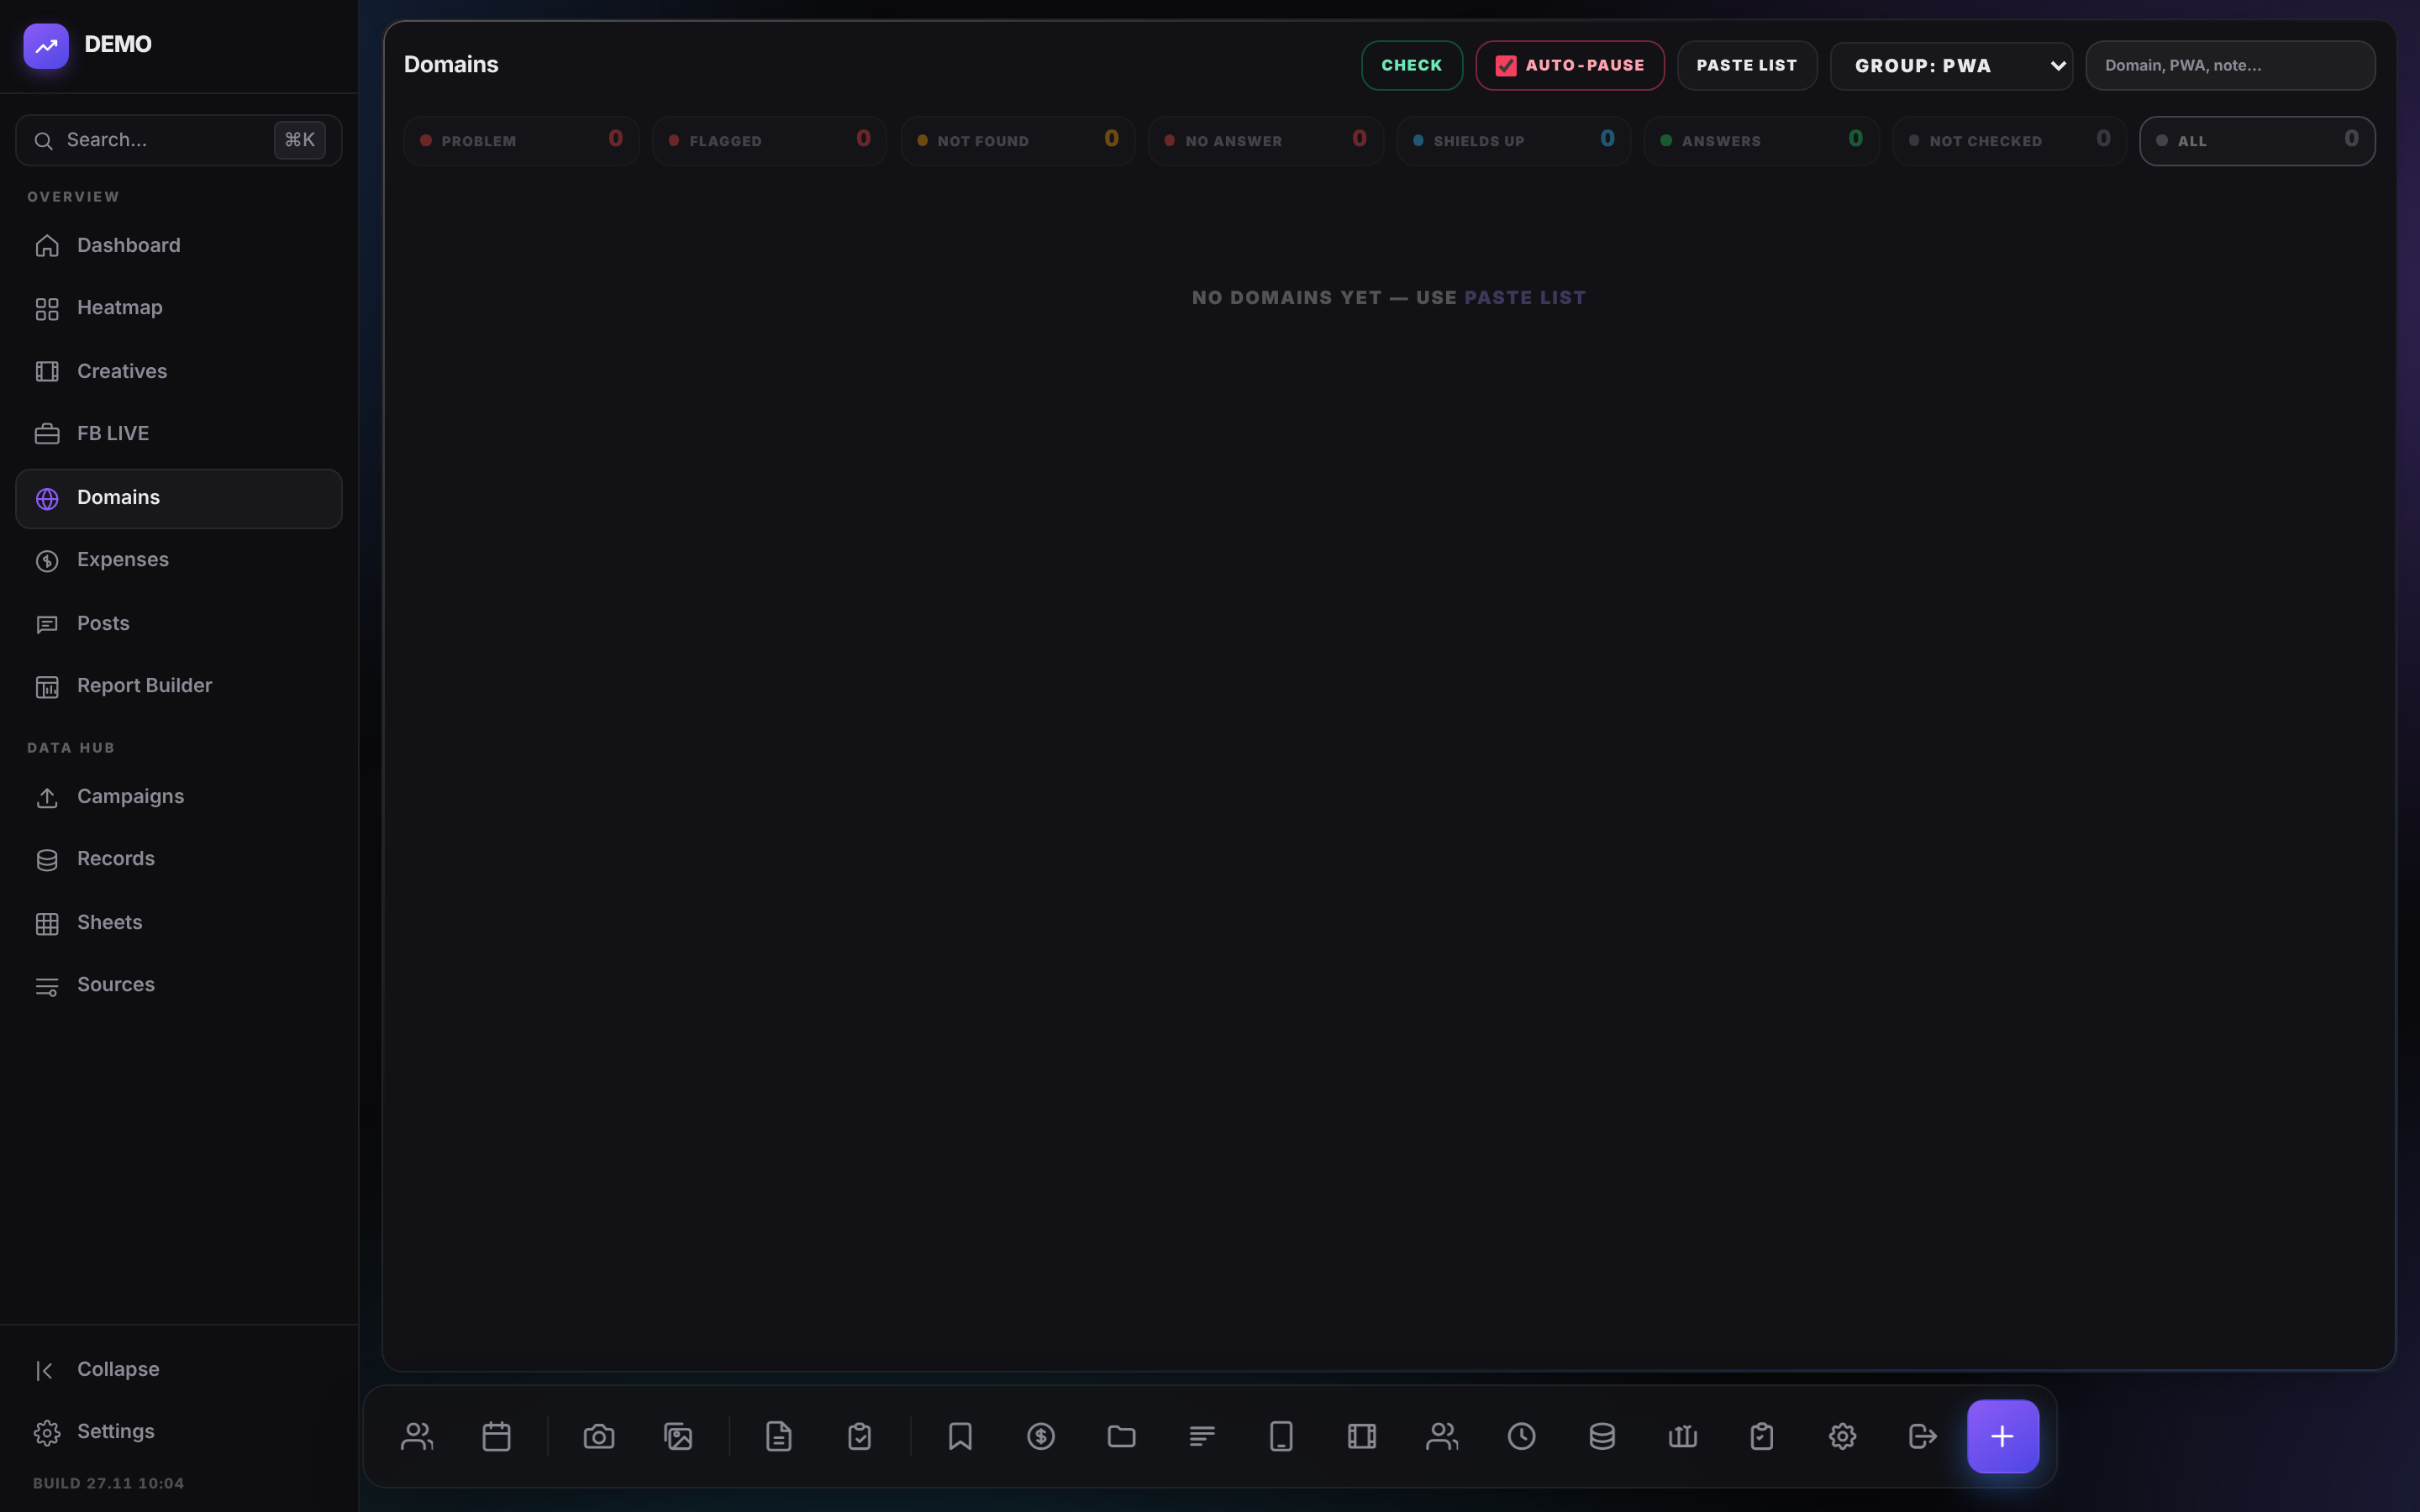 DEMO
Search...
⌘K
OVERVIEW
Dashboard
Heatmap
Creatives
FB LIVE
Domains
Expenses
Posts
Report Builder
DATA HUB
Campaigns
Records
Sheets
Sources
Collapse
Settings
BUILD 27.11 10:04
Domains
CHECK
AUTO-PAUSE
PASTE LIST
GROUP: PWA
Domain, PWA, note...
PROBLEM 0
FLAGGED 0
NOT FOUND 0
NO ANSWER 0
SHIELDS UP 0
ANSWERS 0
NOT CHECKED 0
ALL 0
NO DOMAINS YET — USE PASTE LIST